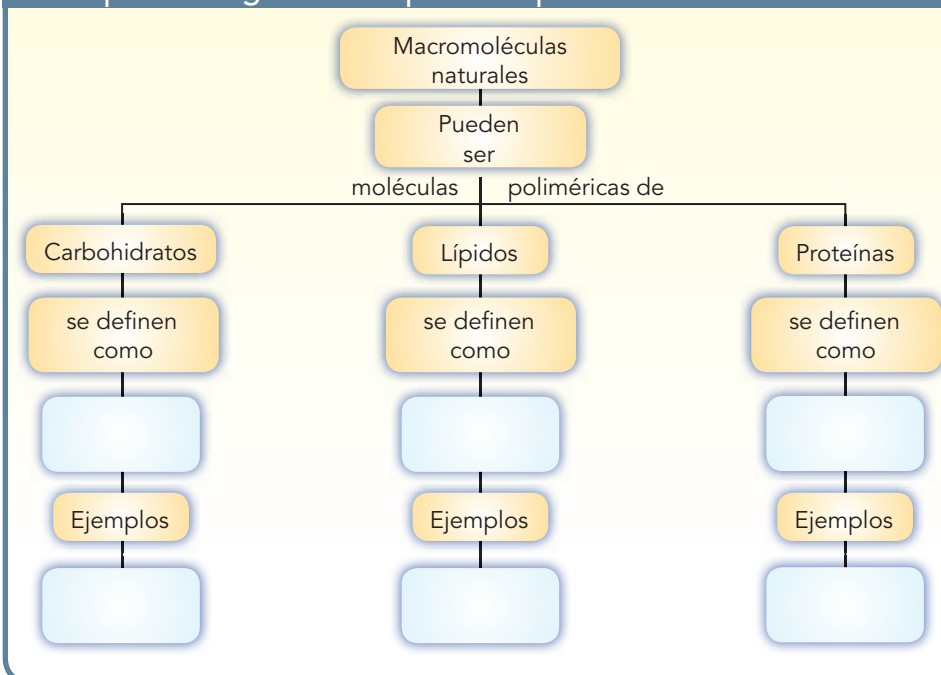 Macromoléculas
naturales
Pueden
ser
moléculas poliméricas de
Carbohidratos Lípidos Proteínas
se definen
como
se definen
como
se definen
como
Ejemplos Ejemplos Ejemplos